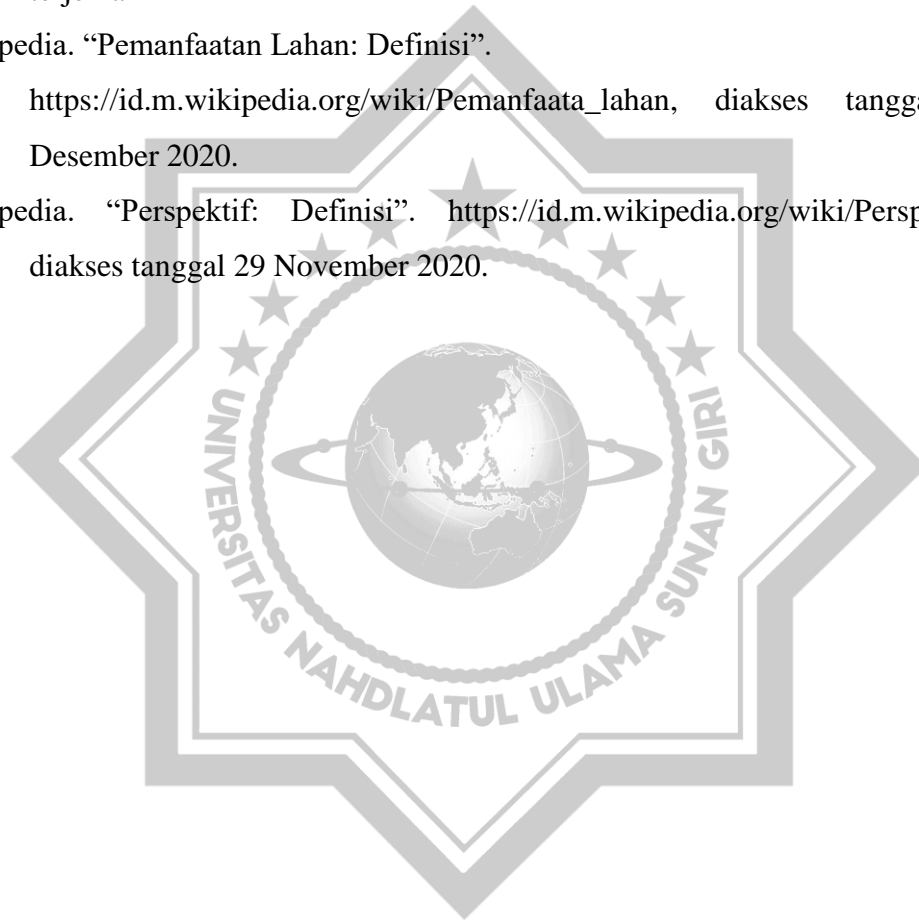 pedia. “Pemanfaatan Lahan: Definisi”.
https://id.m.wikipedia.org/wiki/Pemanfaata_lahan, diakses tangga
Desember 2020.
pedia. “Perspektif: Definisi”. https://id.m.wikipedia.org/wiki/Persp
diakses tanggal 29 November 2020.
UNIVERSITAS NAHDLATUL ULAMA SUNAN GIRI